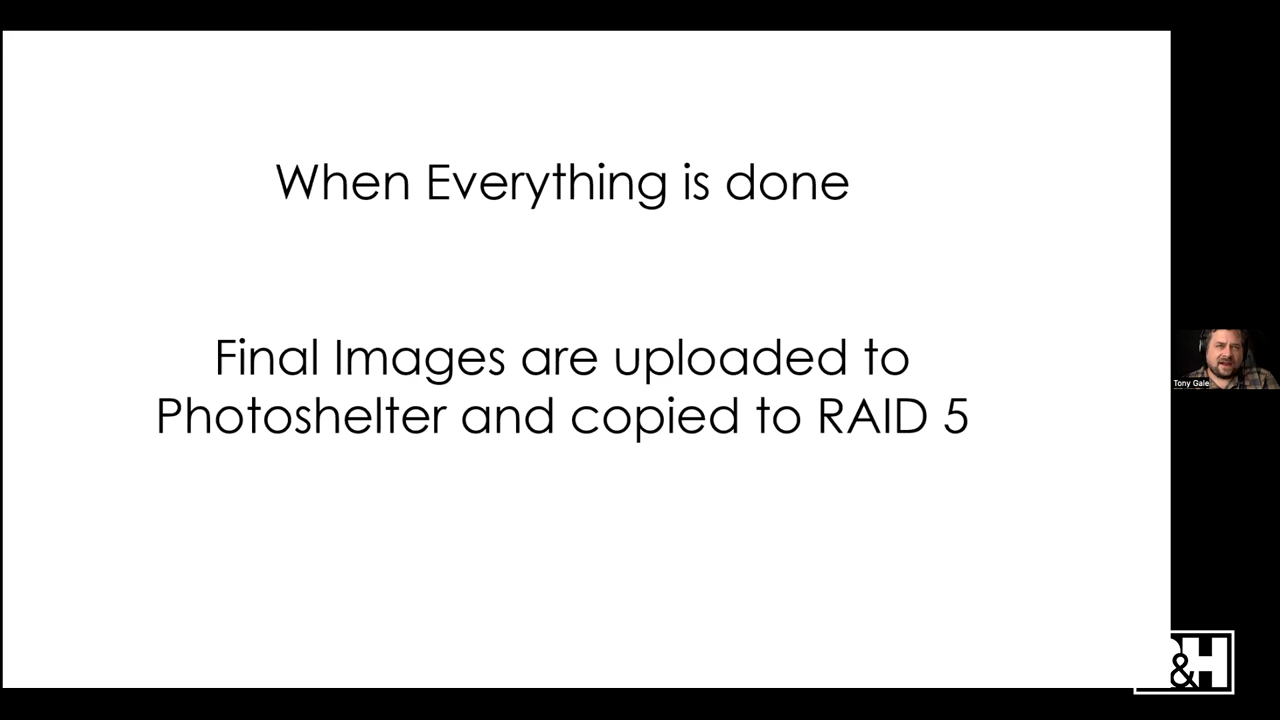 When Everything is done
Final Images are uploaded to
Photoshelter and copied to RAID 5
Tony Gale
&H